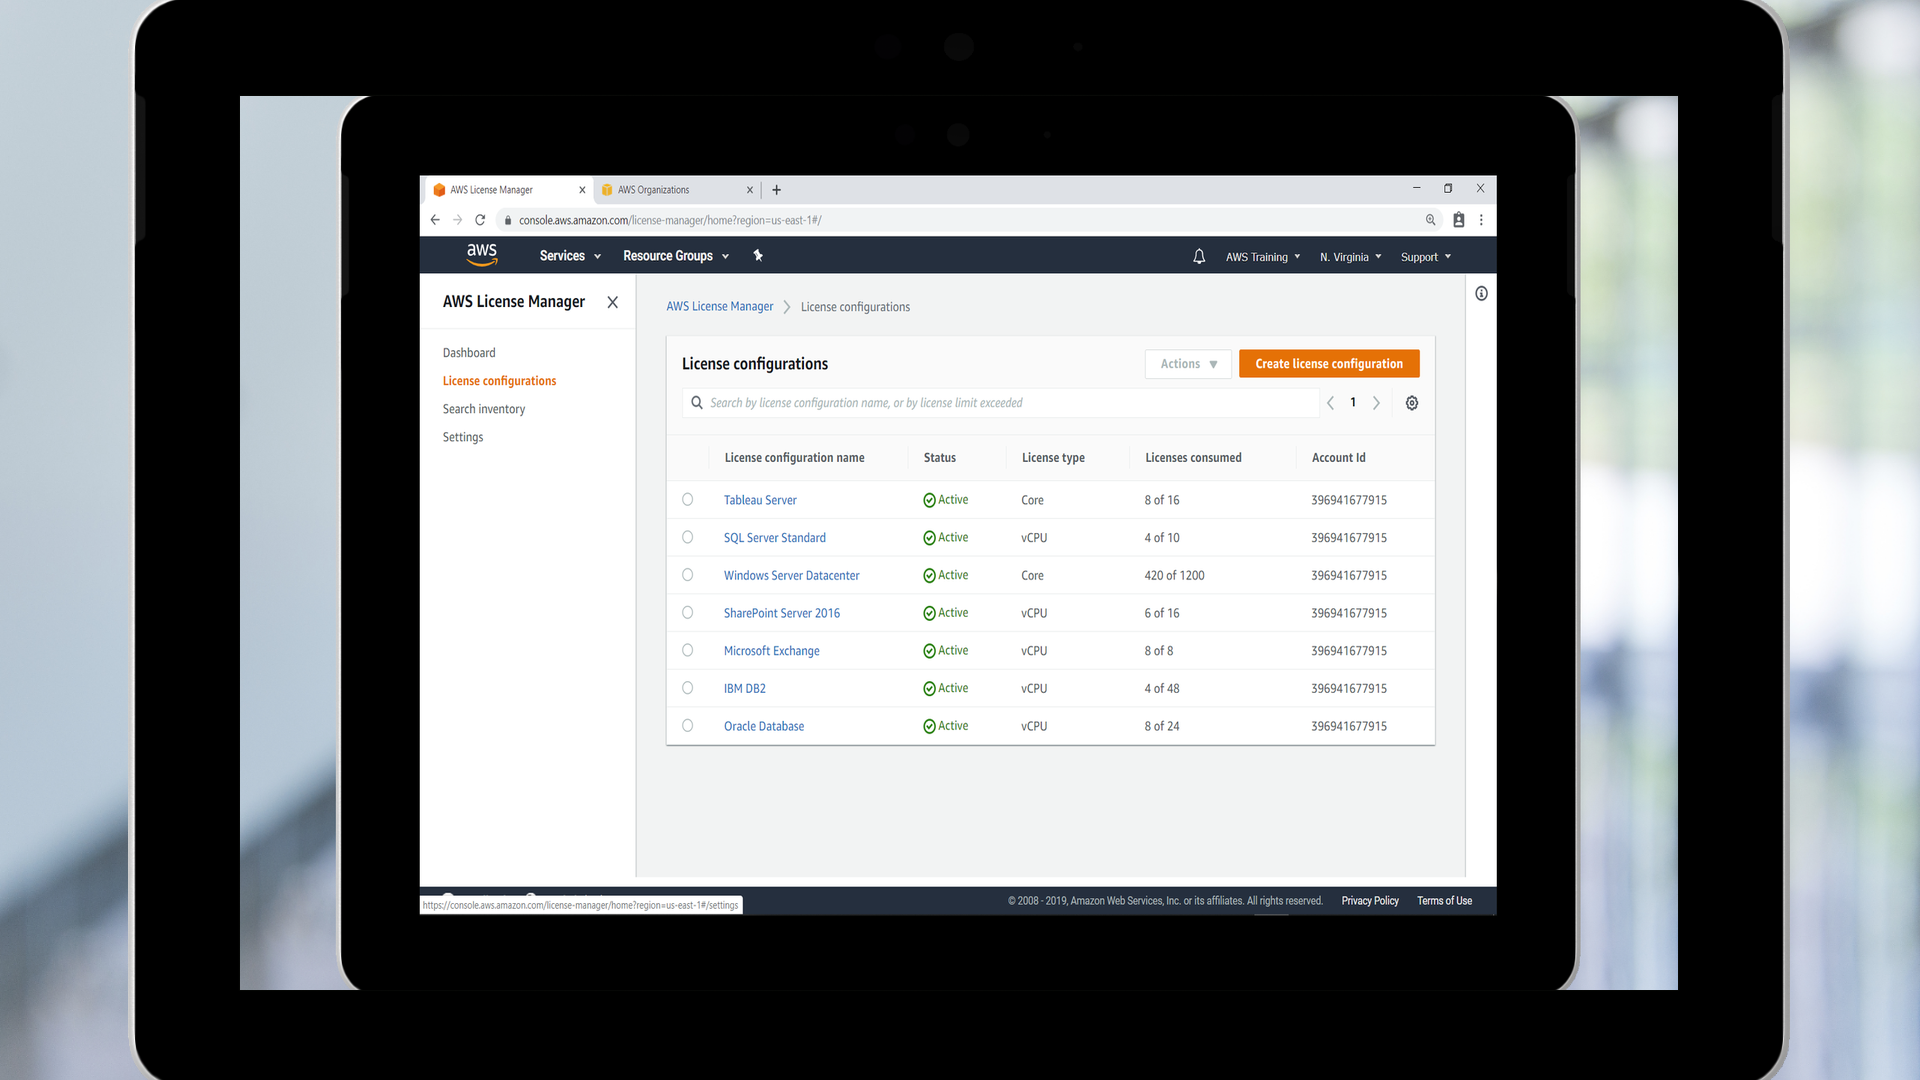 AWS License Manager
AWS Organizations
console.aws.amazon.com/license-manager/home?region=us-east-1#/
aws Services Resource Groups AWS Training N. Virginia Support
AWS License Manager
Dashboard
License configurations
Search inventory
Settings
AWS License Manager License configurations
License configurations Actions Create license configuration
Search by license configuration name, or by license limit exceeded 1
License configuration name Status License type Licenses consumed Account Id
Tableau Server Active Core 8 of 16 396941677915
SQL Server Standard Active vCPU 4 of 10 396941677915
Windows Server Datacenter Active Core 420 of 1200 396941677915
SharePoint Server 2016 Active vCPU 6 of 16 396941677915
Microsoft Exchange Active vCPU 8 of 8 396941677915
IBM DB2 Active vCPU 4 of 48 396941677915
Oracle Database Active vCPU 8 of 24 396941677915
© 2008 - 2019, Amazon Web Services, Inc. or its affiliates. All rights reserved. Privacy Policy Terms of Use
https://console.aws.amazon.com/license-manager/home?region=us-east-1#/settings